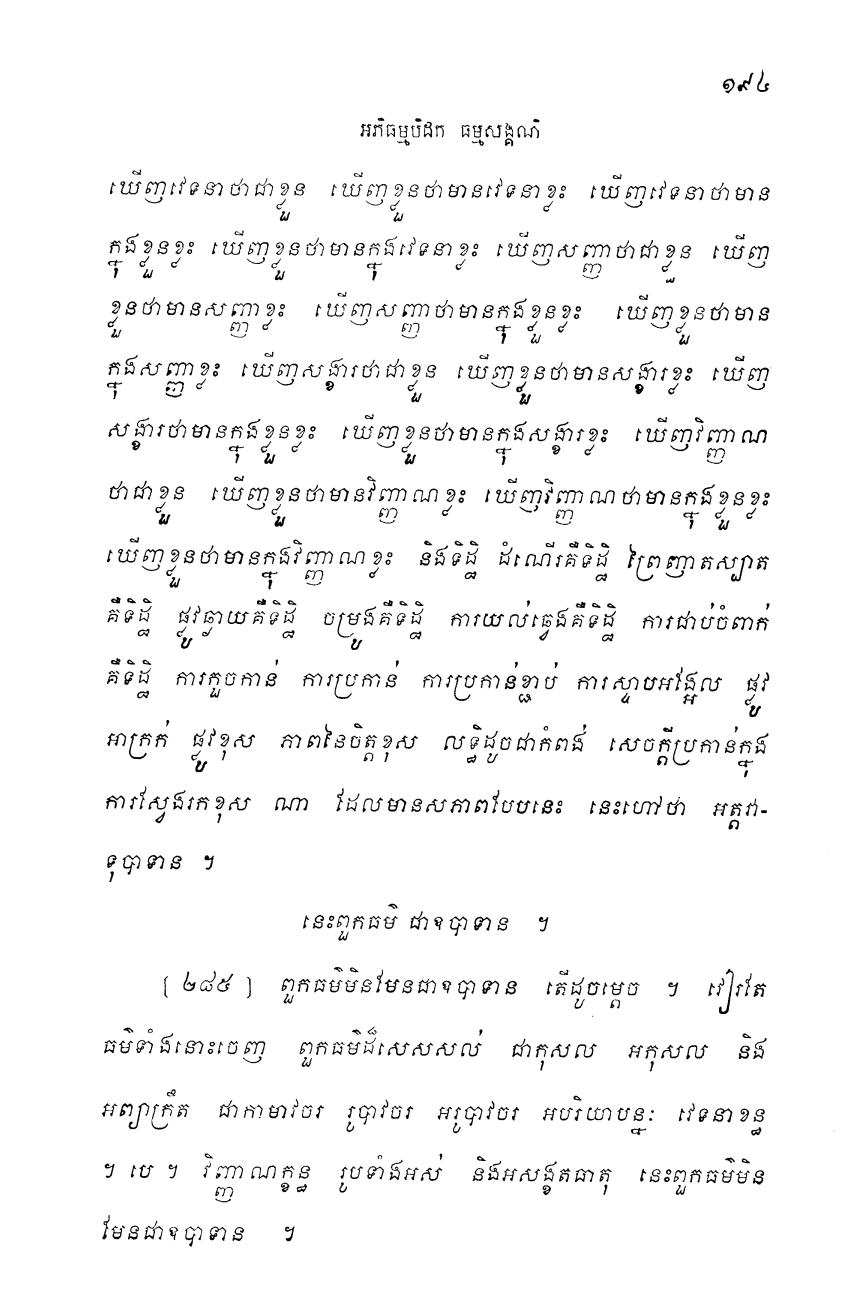 ១៩៤
អភិធម្មបិដក ធម្មសង្គណិ
ឃើញវេទនាថាជាខ្លួន ឃើញខ្លួនថាមានវេទនាខ្លះ ឃើញវេទនាថាមាន
ក្នុងខ្លួនខ្លះ ឃើញខ្លួនថាមានក្នុងវេទនាខ្លះ ឃើញសញ្ញាថាជាខ្លួន ឃើញ
ខ្លួនថាមានសញ្ញាខ្លះ ឃើញសញ្ញាថាមានក្នុងខ្លួនខ្លះ ឃើញខ្លួនថាមាន
ក្នុងសញ្ញាខ្លះ ឃើញសង្ខារថាជាខ្លួន ឃើញខ្លួនថាមានសង្ខារខ្លះ ឃើញ
សង្ខារថាមានក្នុងខ្លួនខ្លះ ឃើញខ្លួនថាមានក្នុងសង្ខារខ្លះ ឃើញវិញ្ញាណ
ថាជាខ្លួន ឃើញខ្លួនថាមានវិញ្ញាណខ្លះ ឃើញវិញ្ញាណថាមានក្នុងខ្លួនខ្លះ
ឃើញខ្លួនថាមានក្នុងវិញ្ញាណខ្លះ និងទិដ្ឋិ ដំណើរគឺទិដ្ឋិ ព្រៃញាតស្បាត
គឺទិដ្ឋិ ផ្លូវឆ្ងាយគឺទិដ្ឋិ ចម្រូងគឺទិដ្ឋិ ការយល់ធ្វេងគឺទិដ្ឋិ ការជាប់ចំពាក់
គឺទិដ្ឋិ ការកួចកាន់ ការប្រកាន់ ការប្រកាន់ខ្ជាប់ ការស្ទាបអង្អែល ផ្លូវ
អាក្រក់ ផ្លូវខុស ភាពនៃចិត្តខុស លទ្ធិដូចជាកំពង់ សេចក្តីប្រកាន់ក្នុង
ការស្វែងរកខុស ណា ដែលមានសភាពបែបនេះ នេះហៅថា អត្តវា-
ទុបាទាន ។
នេះពួកធម៌ ជាឧបាទាន ។
[ ២៨៥ ] ពួកធម៌មិនមែនជាឧបាទាន តើដូចម្តេច ។ វៀរតែ
ធម៌ទាំងនោះចេញ ពួកធម៌ដ៏សេសសល់ ជាកុសល អកុសល និង
អព្យាក្រឹត ជាកាមាវចរ រូបាវចរ អរូបាវចរ អបរិយាបន្នៈ វេទនាខន្ធ
។ បេ ។ វិញ្ញាណក្ខន្ធ រូបទាំងអស់ និងអសង្ខតធាតុ នេះពួកធម៌មិន
មែនជាឧបាទាន ។